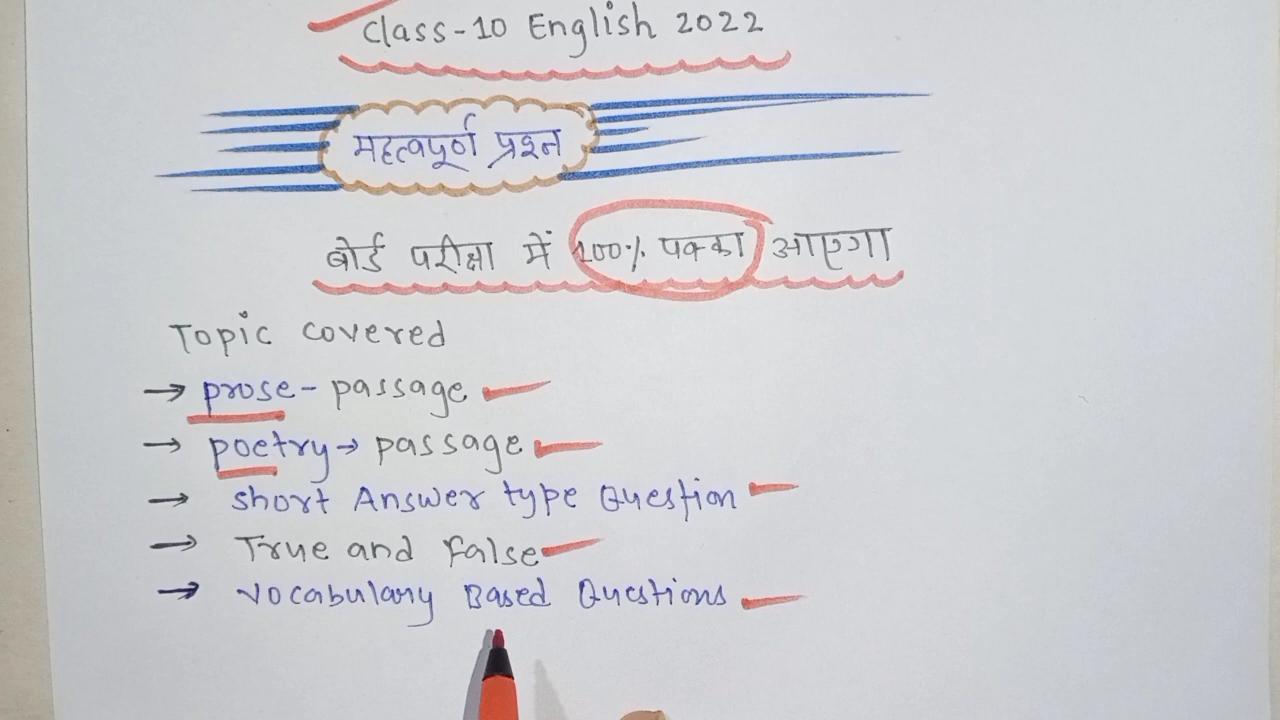 Class-10 English 2022
महत्वपूर्ण प्रश्न
बोर्ड परीक्षा में 100% पक्का आएगा
Topic covered
→ prose- passage
→ poetry→ passage
→ short Answer type Question
→ True and False
→ Vocabulary Based Questions